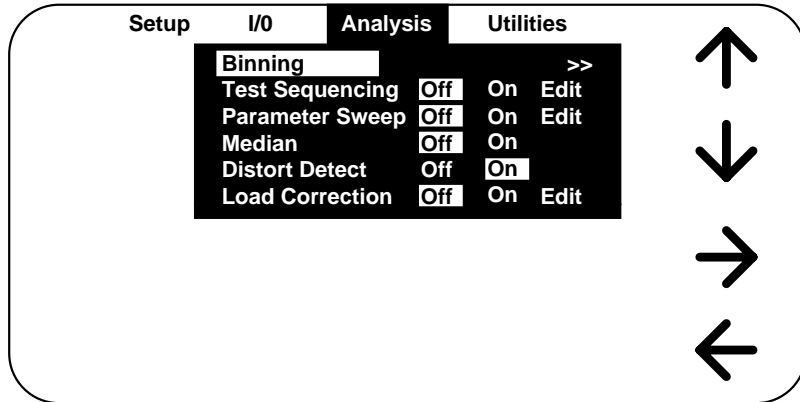 Setup I/0 Analysis Utilities
Binning >>
Test Sequencing Off On Edit
Parameter Sweep Off On Edit
Median Off On
Distort Detect Off On
Load Correction Off On Edit